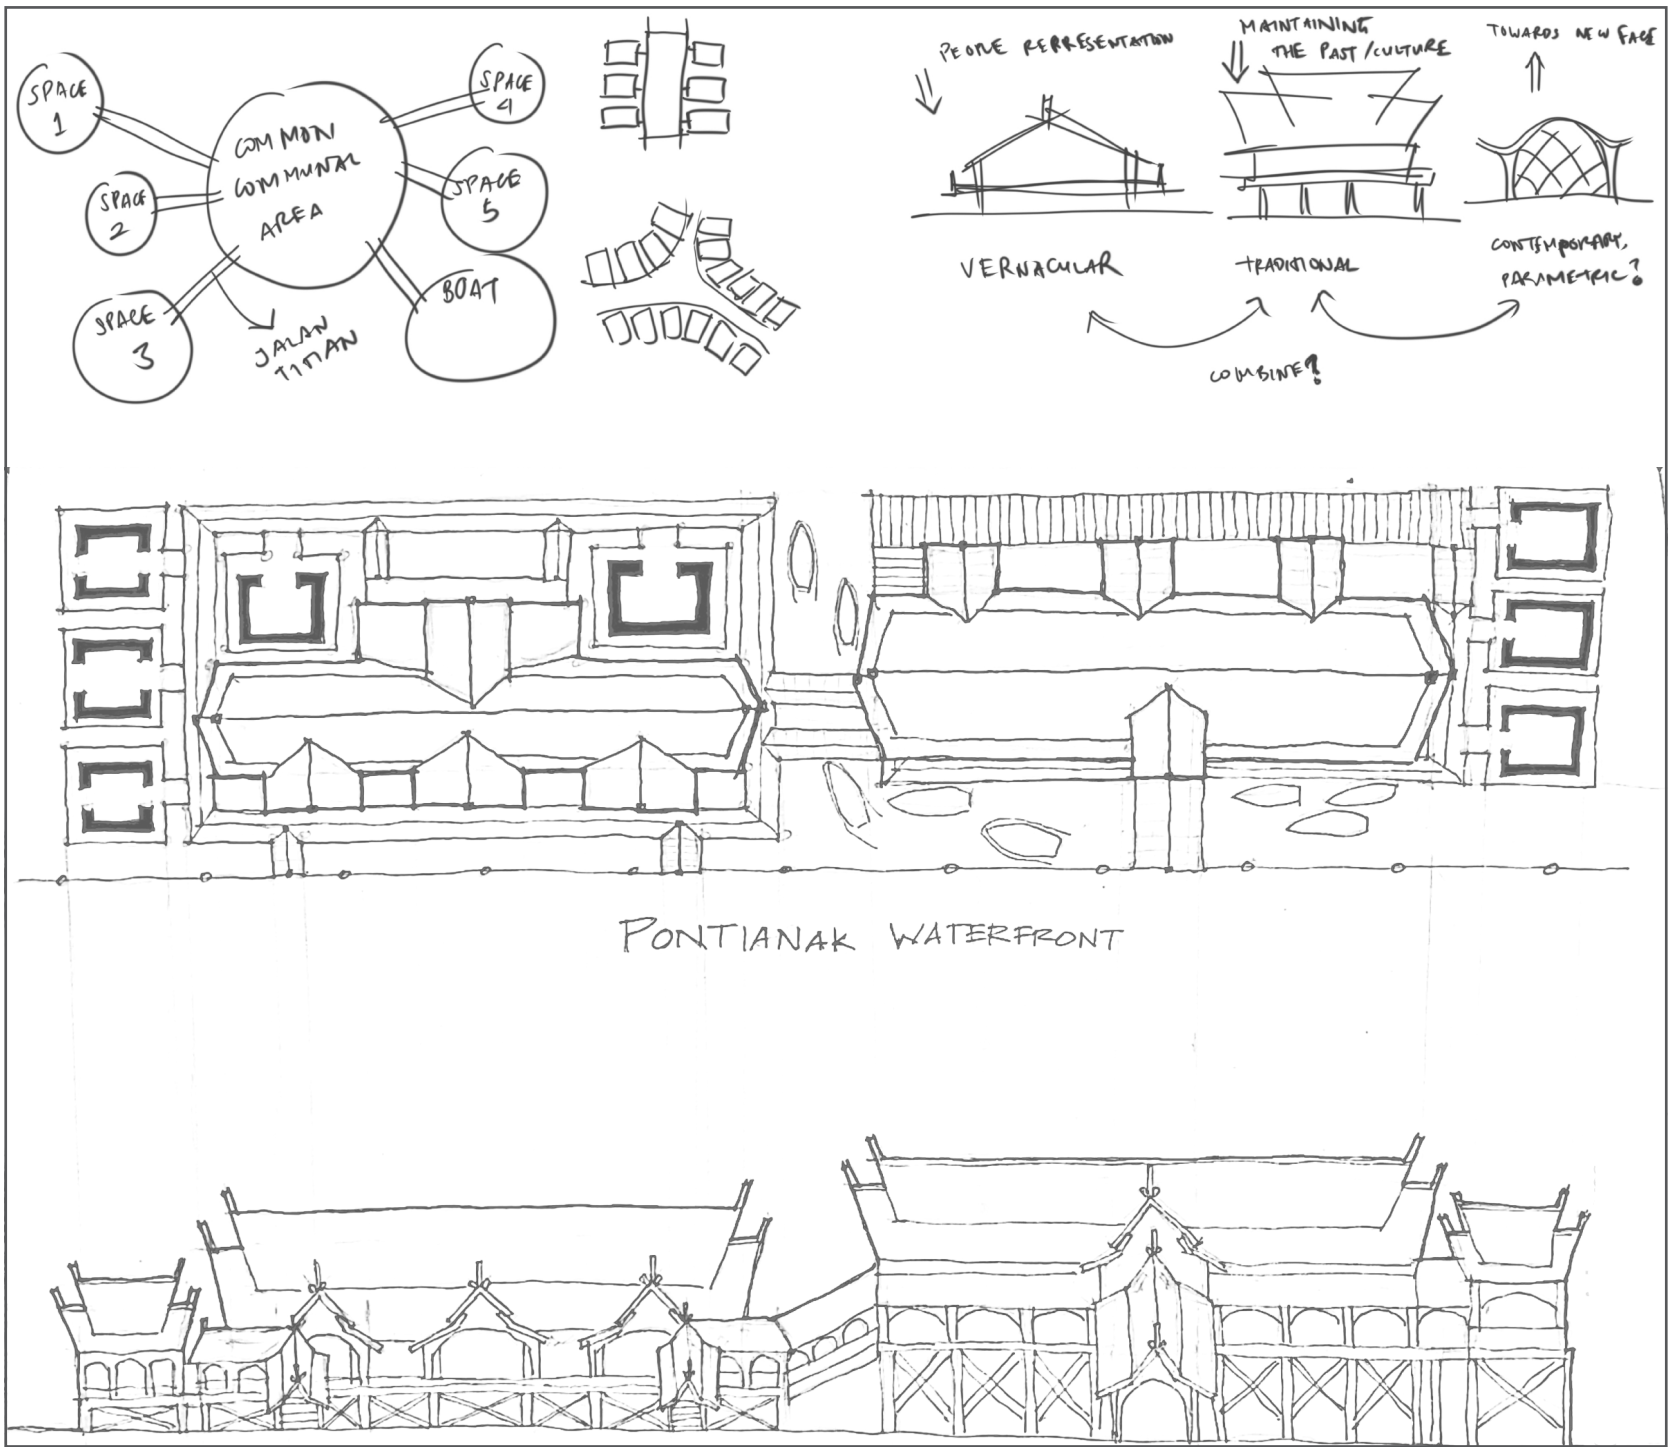 SPACE
1
SPACE
2
SPACE
3
COMMON
COMMUNAL
AREA
SPACE
4
SPACE
5
BOAT
JALAN
TITIAN
PEOPLE REPRESENTATION
MAINTAINING
THE PAST/CULTURE
TOWARDS NEW FACE
VERNACULAR
TRADITIONAL
CONTEMPORARY,
PARAMETRIC?
COMBINE?
PONTIANAK WATERFRONT